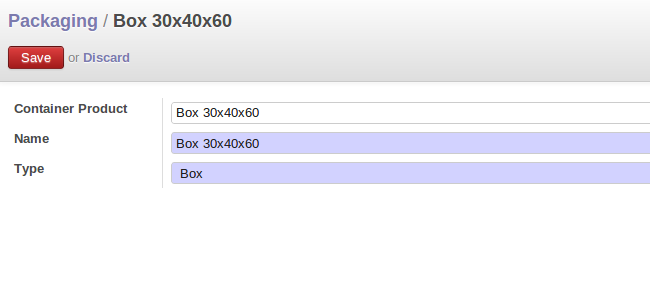 Packaging / Box 30x40x60
Save or Discard
Container Product Box 30x40x60
Name Box 30x40x60
Type Box